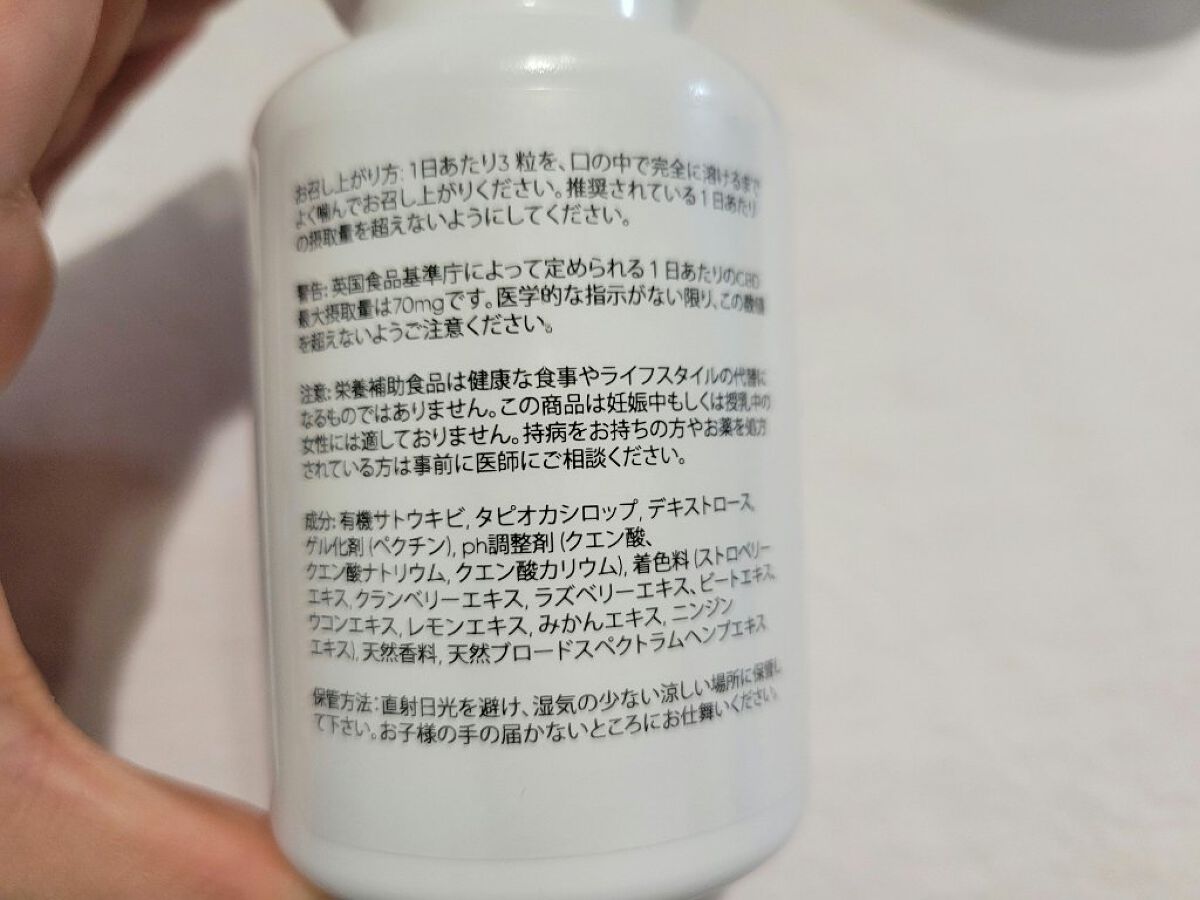 お召し上がり方: 1日あたり3 粒を、口の中で完全に溶けるまで
よく噛んでお召し上がりください。推奨されている1日あたり
の摂取量を超えないようにしてください。
警告: 英国食品基準庁によって定められる1日あたりのCBD
最大摂取量は70mgです。医学的な指示がない限り、この数値
を超えないようご注意ください。
注意: 栄養補助食品は健康な食事やライフスタイルの代替に
なるものではありません。この商品は妊娠中もしくは授乳中の
女性には適しておりません。持病をお持ちの方やお薬を処方
されている方は事前に医師にご相談ください。
成分: 有機サトウキビ, タピオカシロップ, デキストロース,
ゲル化剤 (ペクチン), ph調整剤 (クエン酸、
クエン酸ナトリウム, クエン酸カリウム), 着色料 (ストロベリー
エキス, クランベリーエキス, ラズベリーエキス、ビートエキス,
ウコンエキス, レモンエキス, みかんエキス, ニンジン
エキス), 天然香料, 天然ブロードスペクトラムヘンプエキス
保管方法: 直射日光を避け、湿気の少ない涼しい場所に保管し
て下さい。お子様の手の届かないところにお仕舞いください。